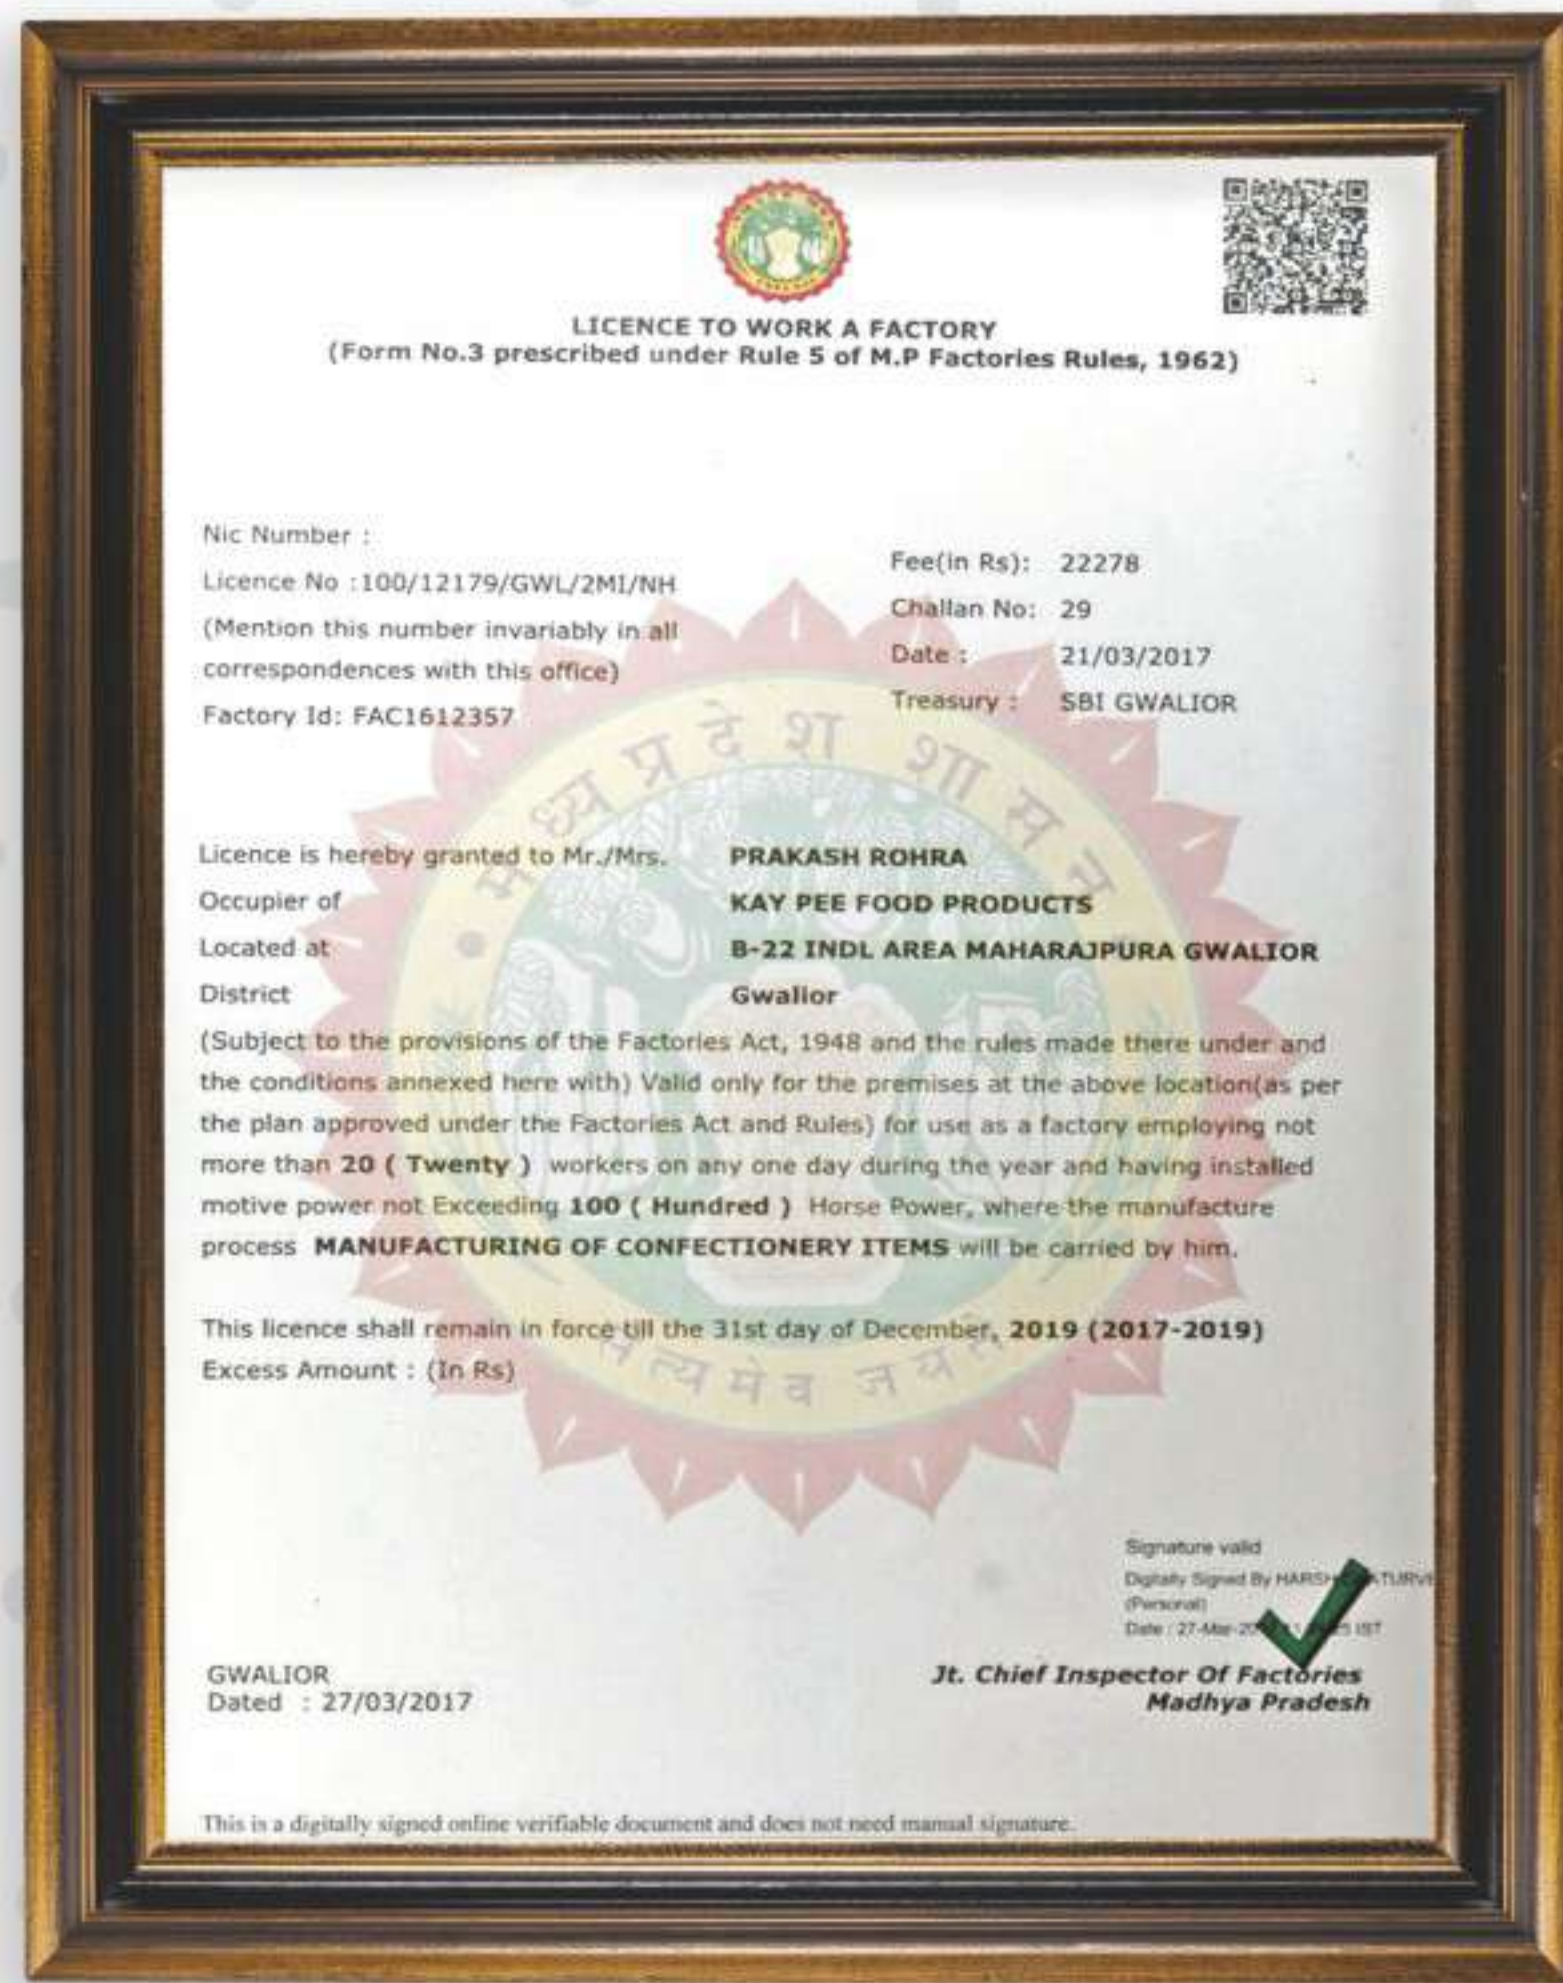 LICENCE TO WORK A FACTORY
(Form No.3 prescribed under Rule 5 of M.P Factories Rules, 1962)
Nic Number :
Licence No :100/12179/GWL/2MI/NH
(Mention this number invariably in all
correspondences with this office)
Factory Id: FAC1612357
Fee(in Rs): 22278
Challan No: 29
Date : 21/03/2017
Treasury : SBI GWALIOR
मध्यप्रदेश शासन
Licence is hereby granted to Mr./Mrs. PRAKASH ROHRA
Occupier of KAY PEE FOOD PRODUCTS
Located at B-22 INDL AREA MAHARAJPURA GWALIOR
District Gwalior
(Subject to the provisions of the Factories Act, 1948 and the rules made there under and
the conditions annexed here with) Valid only for the premises at the above location(as per
the plan approved under the Factories Act and Rules) for use as a factory employing not
more than 20 ( Twenty ) workers on any one day during the year and having installed
motive power not Exceeding 100 ( Hundred ) Horse Power, where the manufacture
process MANUFACTURING OF CONFECTIONERY ITEMS will be carried by him.
This licence shall remain in force till the 31st day of December, 2019 (2017-2019)
Excess Amount : (In Rs)
सत्यमेव जयते
Signature valid
Digitally Signed By
(Personal)
Date : 27-Mar- IST
GWALIOR
Dated : 27/03/2017
Jt. Chief Inspector Of Factories
Madhya Pradesh
This is a digitally signed online verifiable document and does not need manual signature.